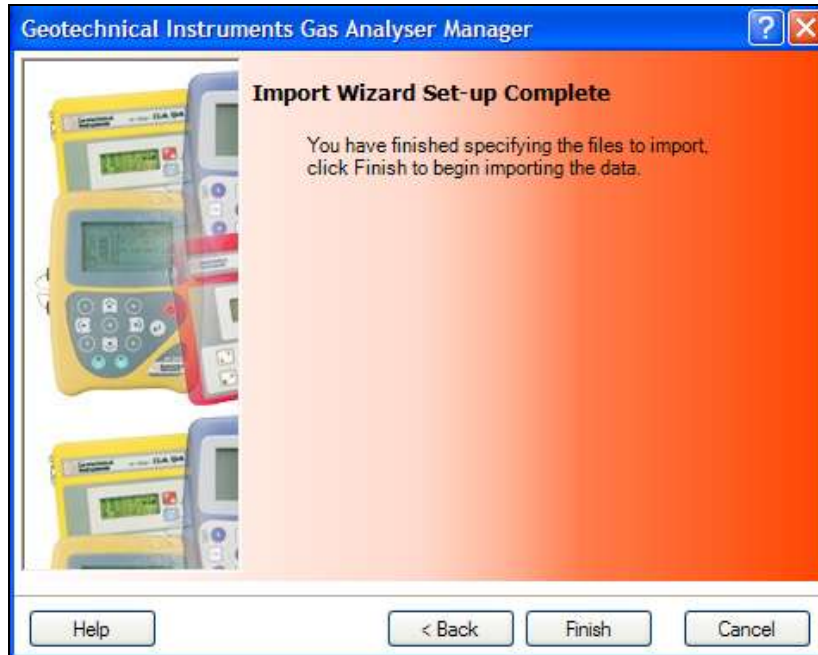 Geotechnical Instruments Gas Analyser Manager
Import Wizard Set-up Complete
You have finished specifying the files to import,
click Finish to begin importing the data.
Help
< Back
Finish
Cancel